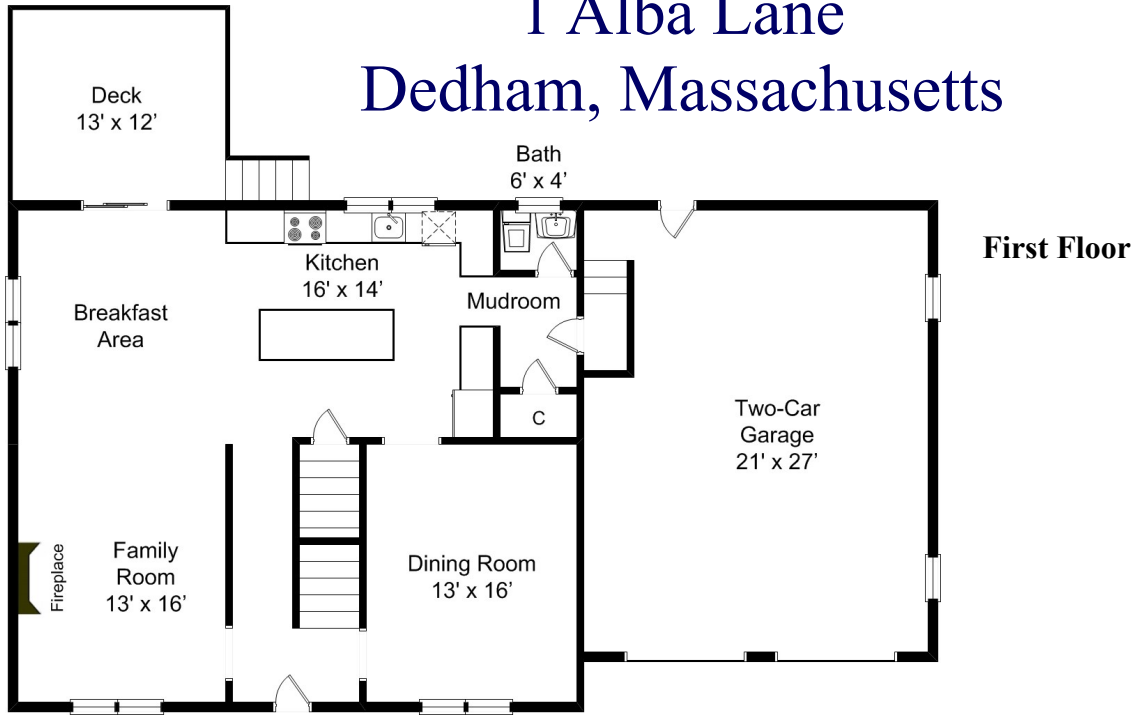 1 Alba Lane
Dedham, Massachusetts
Deck
13' x 12’
Bath
6' x 4’
First Floor
Kitchen
16' x 14’
Mudroom
Breakfast
Area
C
Two-Car
Garage
21' x 27’
Fireplace
Family
Room
13' x 16’
Dining Room
13' x 16’